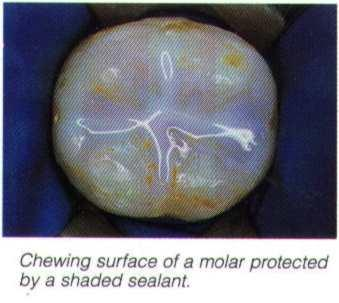 Chewing surface of a molar protected
by a shaded sealant.